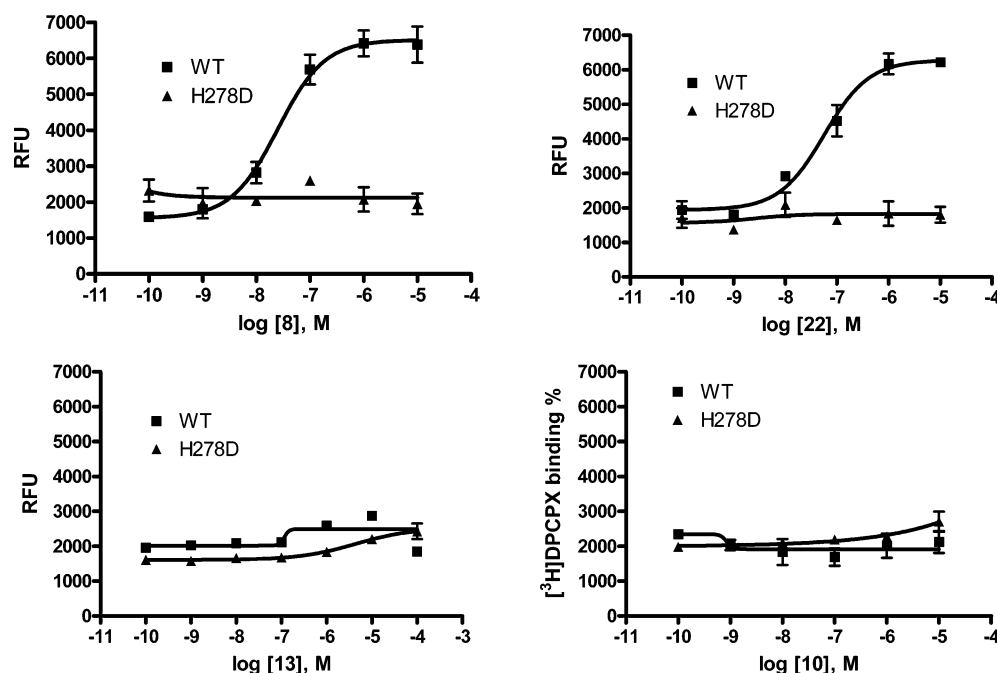 7000
6000
5000
4000
3000
2000
1000
0
RFU
WT
H278D
-11 -10 -9 -8 -7 -6 -5 -4
log [8], M
7000
6000
5000
4000
3000
2000
1000
0
RFU
WT
H278D
-11 -10 -9 -8 -7 -6 -5 -4
log [22], M
7000
6000
5000
4000
3000
2000
1000
0
RFU
WT
H278D
-11 -10 -9 -8 -7 -6 -5 -4 -3
log [13], M
7000
6000
5000
4000
3000
2000
1000
0
[³H]DPCPX binding %
WT
H278D
-11 -10 -9 -8 -7 -6 -5 -4
log [10], M